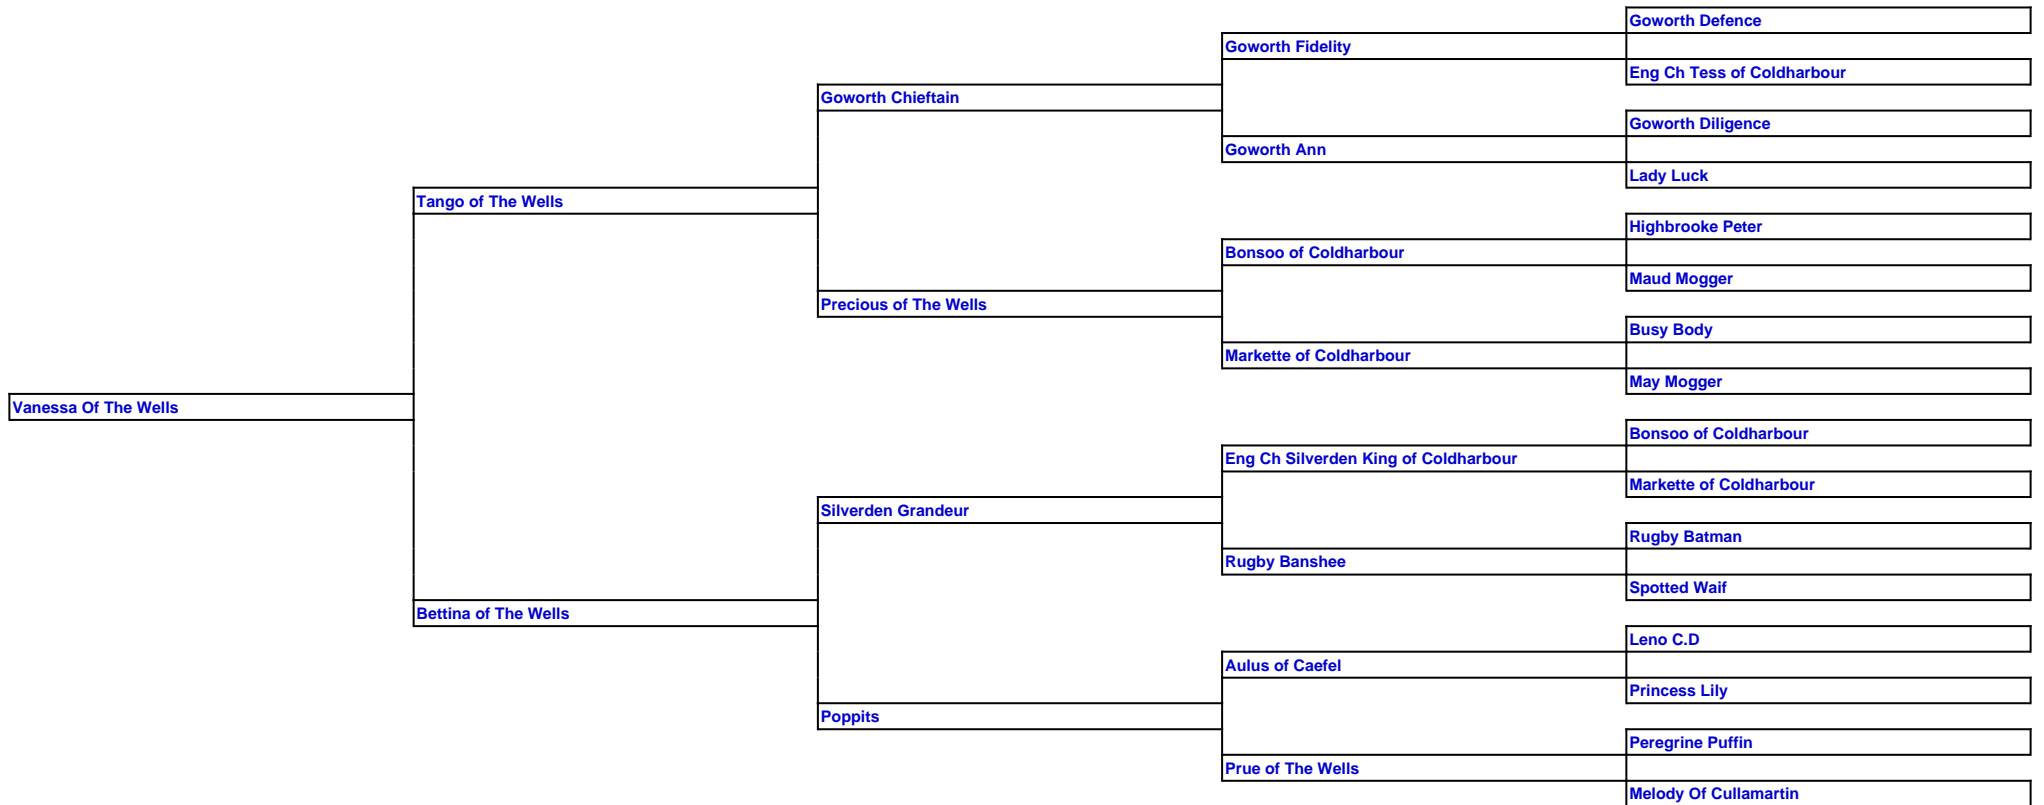 Goworth Defence
Goworth Fidelity
Eng Ch Tess of Coldharbour
Goworth Chieftain
Goworth Diligence
Goworth Ann
Lady Luck
Tango of The Wells
Highbrooke Peter
Bonsoo of Coldharbour
Maud Mogger
Precious of The Wells
Busy Body
Markette of Coldharbour
May Mogger
Vanessa Of The Wells
Bonsoo of Coldharbour
Eng Ch Silverden King of Coldharbour
Markette of Coldharbour
Silverden Grandeur
Rugby Batman
Rugby Banshee
Spotted Waif
Bettina of The Wells
Leno C.D
Aulus of Caefel
Princess Lily
Poppits
Peregrine Puffin
Prue of The Wells
Melody Of Cullamartin